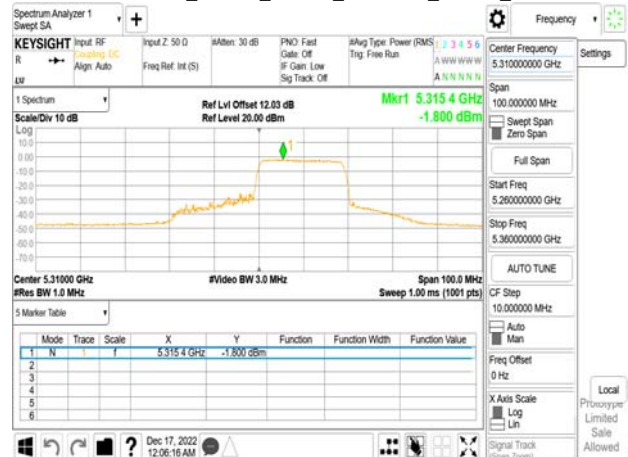 Spectrum Analyzer 1
Swept SA
+
Frequency
KEYSIGHT Input: RF Input Z: 50 Ω #Atten: 30 dB PNO: Fast #Avg Type: Power (RMS 1 2 3 4 5 6
R Coupling: DC Gate: Off Trig: Free Run A W W W W W
Align: Auto Freq Ref: Int (S) IF Gain: Low
LVI Sig Track: Off A N N N N N
Center Frequency
5.310000000 GHz
Settings
Span
100.000000 MHz
Swept Span
Zero Span
Full Span
Start Freq
5.260000000 GHz
Stop Freq
5.360000000 GHz
AUTO TUNE
CF Step
10.000000 MHz
Auto
Man
Freq Offset
0 Hz
X Axis Scale
Log
Lin
Signal Track
(Span Zoom)
Local
Prototype
Limited
Sale
Allowed
1 Spectrum
Scale/Div 10 dB
Ref Lvl Offset 12.03 dB
Ref Level 20.00 dBm
Mkr1 5.315 4 GHz
-1.800 dBm
Log
10.0
0.00
-10.0
-20.0
-30.0
-40.0
-50.0
-60.0
-70.0
1
Center 5.31000 GHz #Video BW 3.0 MHz Span 100.0 MHz
#Res BW 1.0 MHz Sweep 1.00 ms (1001 pts)
5 Marker Table
Mode Trace Scale X Y Function Function Width Function Value
1 N 1 f 5.315 4 GHz -1.800 dBm
2
3
4
5
6
? Dec 17, 2022
12:06:16 AM